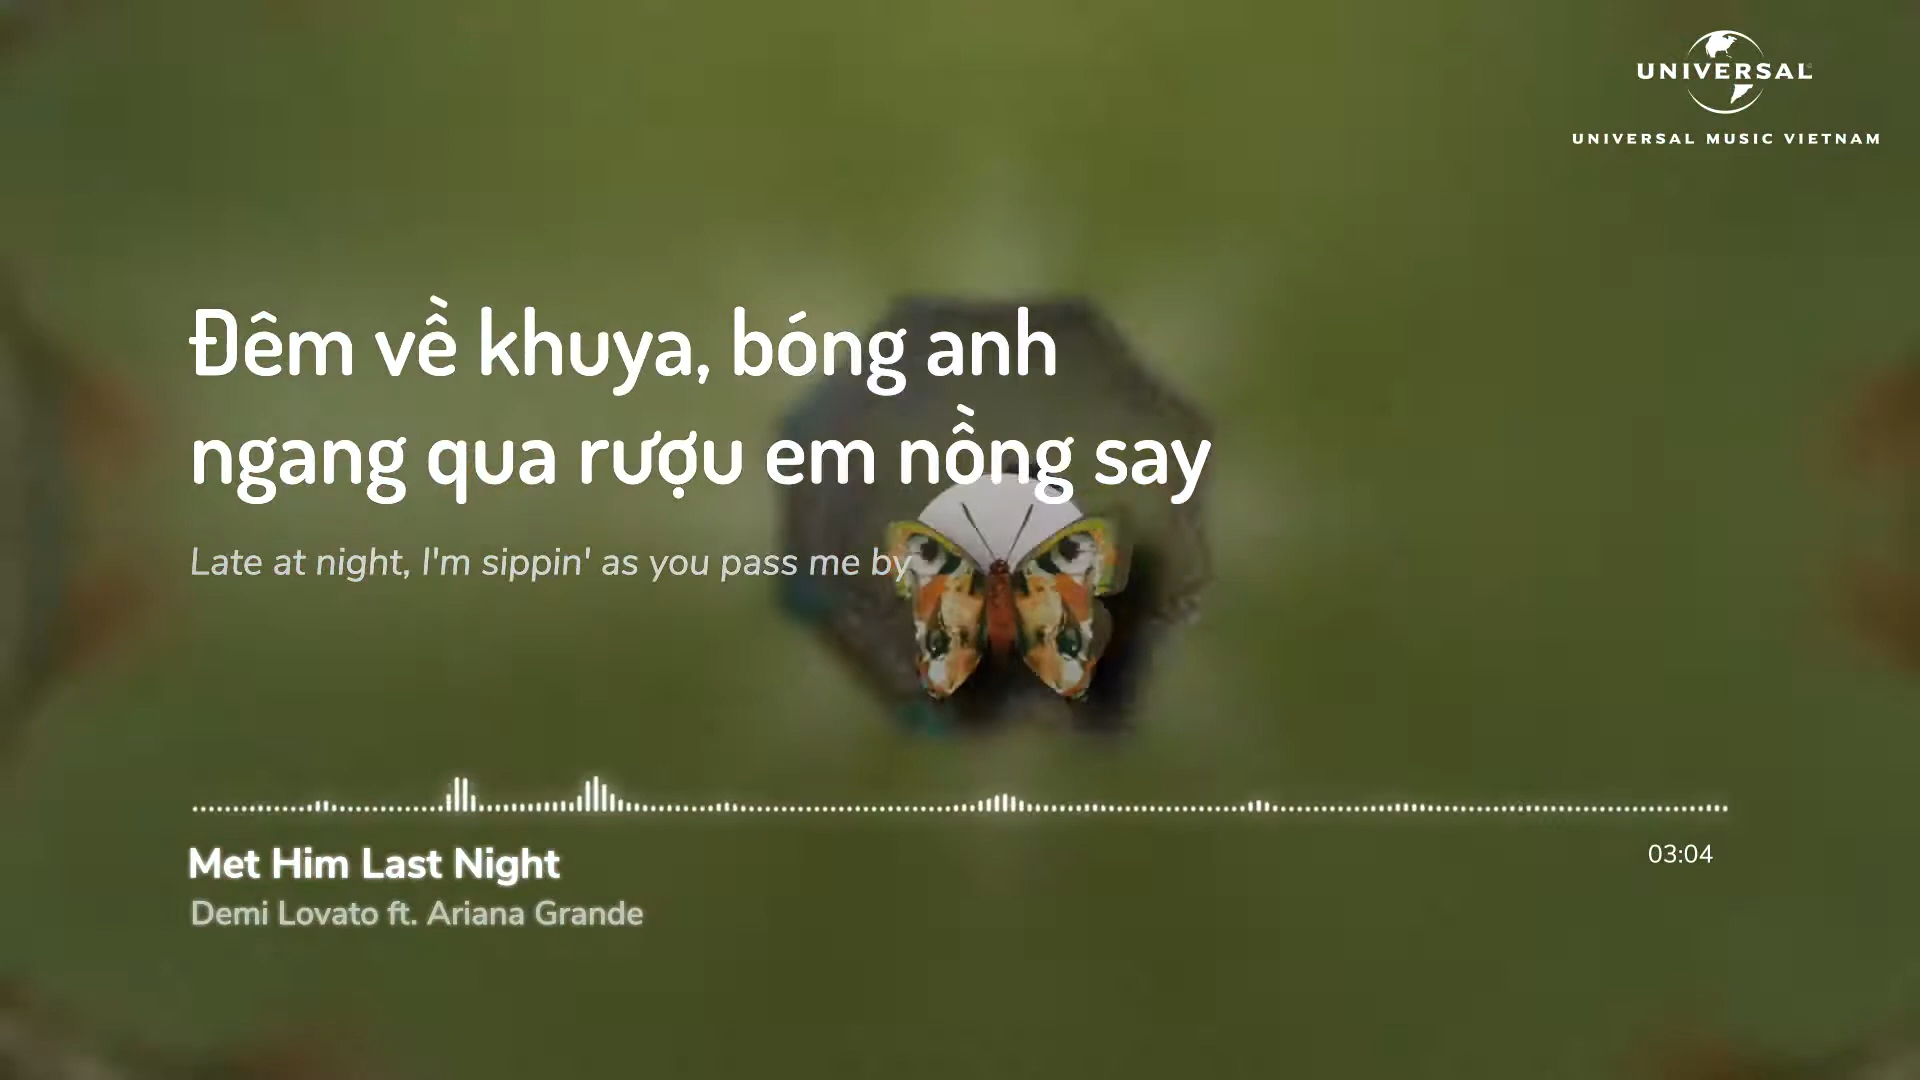 UNIVERSAL
UNIVERSAL MUSIC VIETNAM
Đêm về khuya, bóng anh
ngang qua rượu em nồng say
Late at night, I'm sippin' as you pass me by
Met Him Last Night
03:04
Demi Lovato ft. Ariana Grande